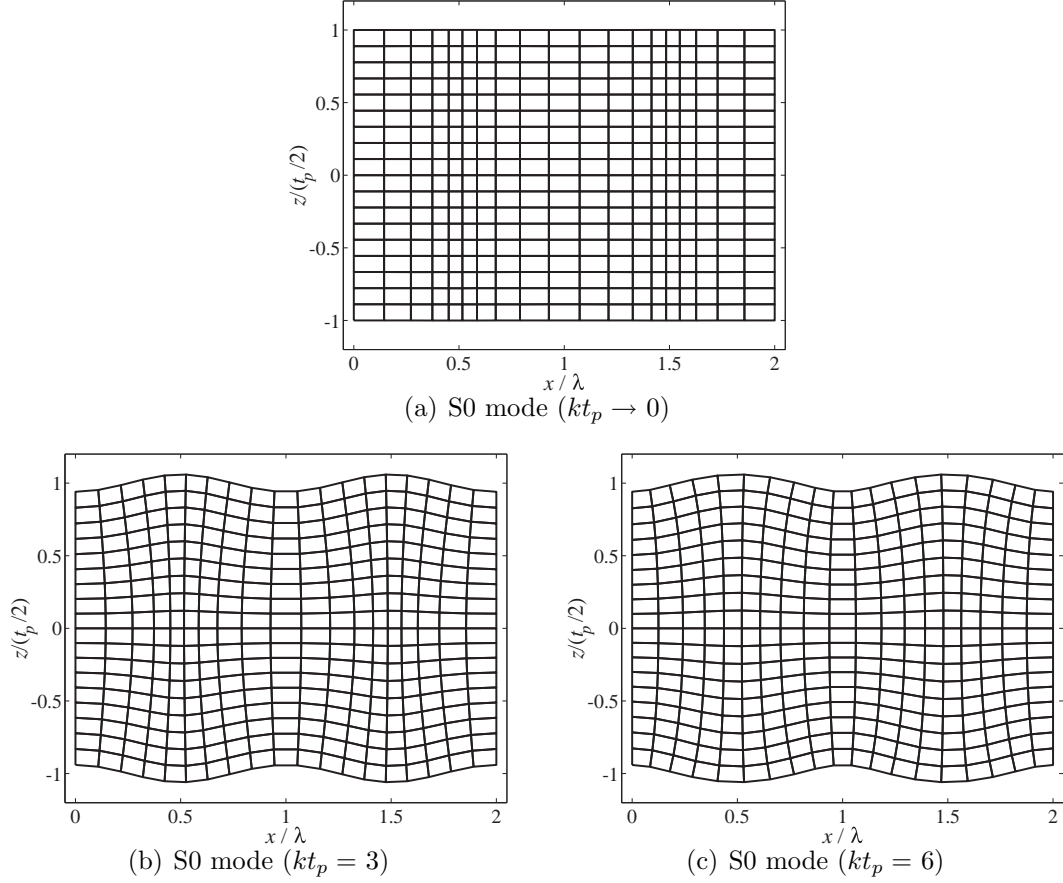 1
0.5
0
-0.5
-1
z/(t_p/2)
0 0.5 1 1.5 2
x / λ
(a) S0 mode (kt_p → 0)
1
0.5
0
-0.5
-1
z/(t_p/2)
0 0.5 1 1.5 2
x / λ
(b) S0 mode (kt_p = 3)
1
0.5
0
-0.5
-1
z/(t_p/2)
0 0.5 1 1.5 2
x / λ
(c) S0 mode (kt_p = 6)